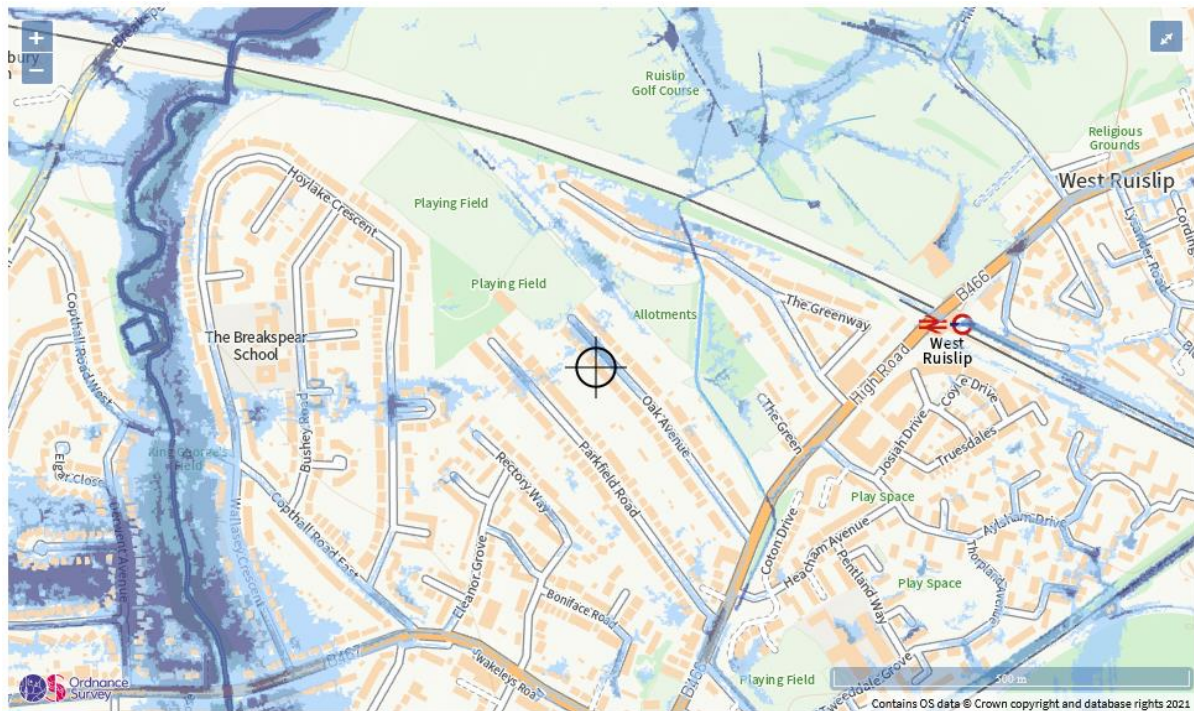 +
−
bury
Ruislip
Golf Course
Religious
Grounds
West Ruislip
Hoylake Crescent
Playing Field
Lysander Road
Playing Field
B466
Allotments
The Greenway
West
Ruislip
Copthall Road West
The Breakspear
School
High Road
Coyle Drive
Oak Avenue
The Green
Josiah Drive
Truesdales
Bushey Road
Elgar Close
King George's
Field
Rectory Way
Parkfield Road
Play Space
Aylsham Drive
Derwent Avenue
Wallasey Crescent
Copthall Road East
Eleanor Grove
Coton Drive
Heacham Avenue
Pentland Way
Thorpland Avenue
Play Space
Boniface Road
B467
Swakeleys Roa
B466
Playing Field
Tweeddale Grove
500 m
Ordnance
Survey
Contains OS data © Crown copyright and database rights 2021